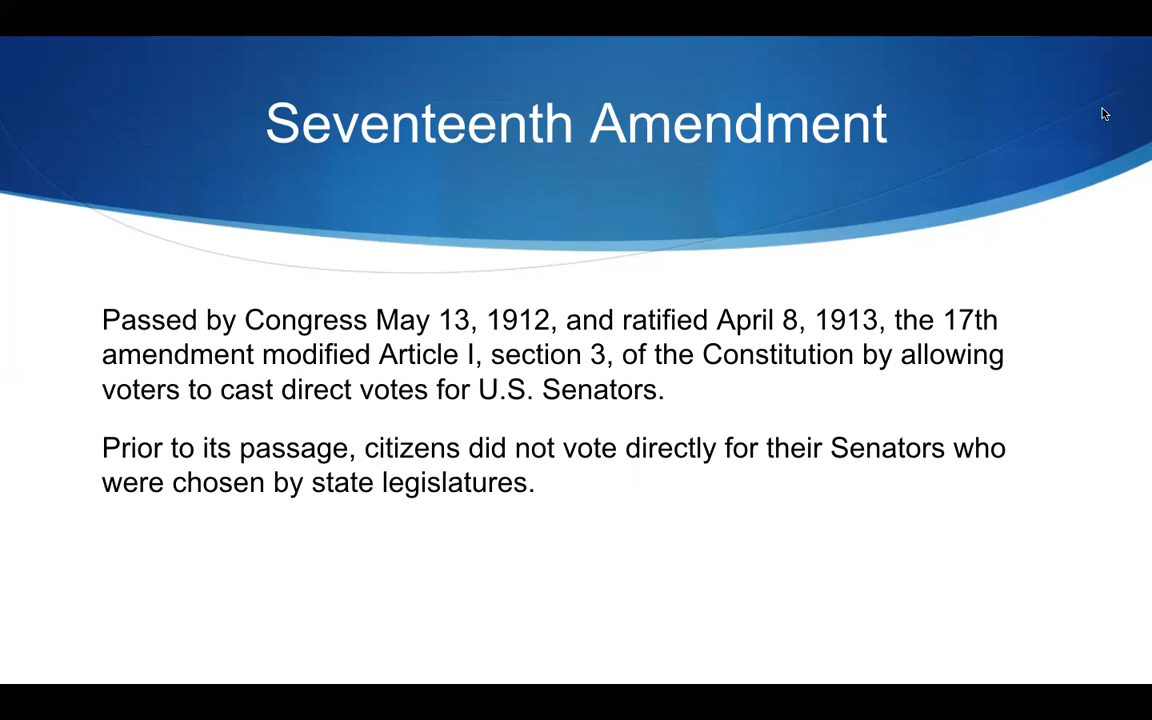 Seventeenth Amendment
Passed by Congress May 13, 1912, and ratified April 8, 1913, the 17th
amendment modified Article I, section 3, of the Constitution by allowing
voters to cast direct votes for U.S. Senators.
Prior to its passage, citizens did not vote directly for their Senators who
were chosen by state legislatures.